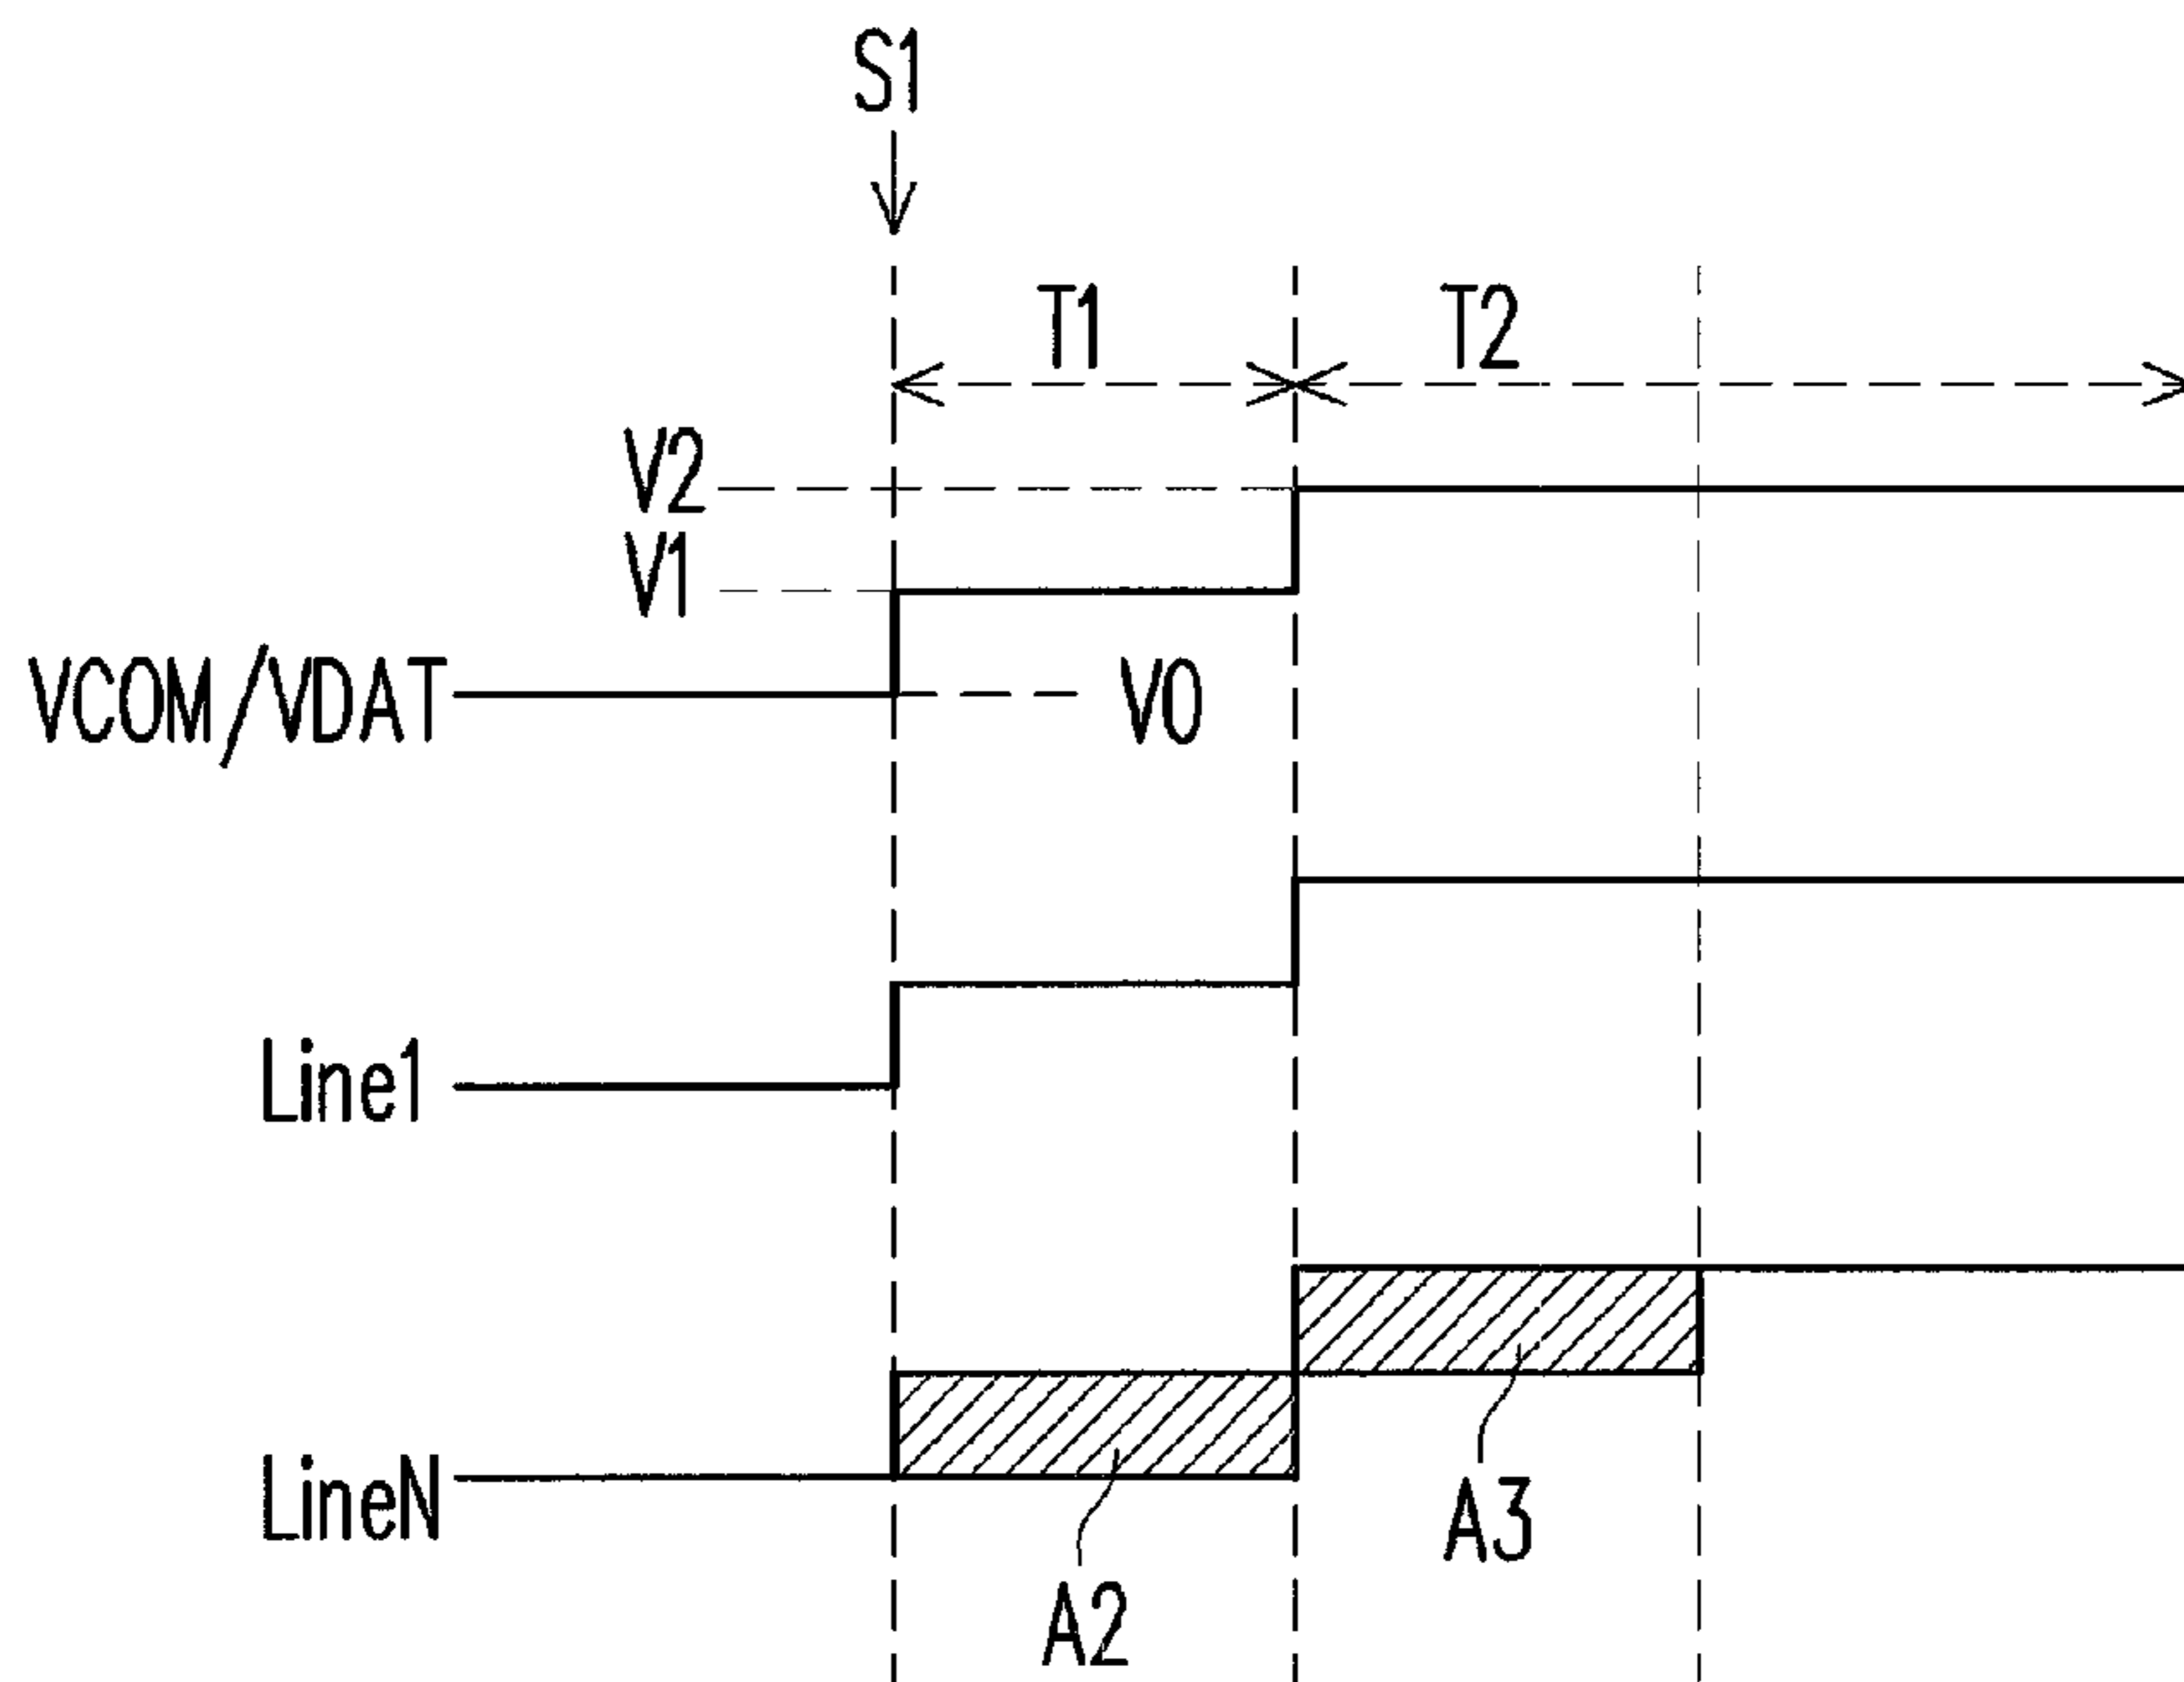 S1
T1 T2
V2
V1
VCOM/VDAT V0
Line1
LineN
A3
A2